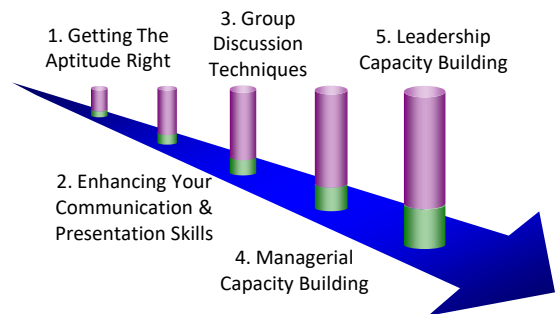 1. Getting The
Aptitude Right
2. Enhancing Your
Communication &
Presentation Skills
3. Group
Discussion
Techniques
4. Managerial
Capacity Building
5. Leadership
Capacity Building